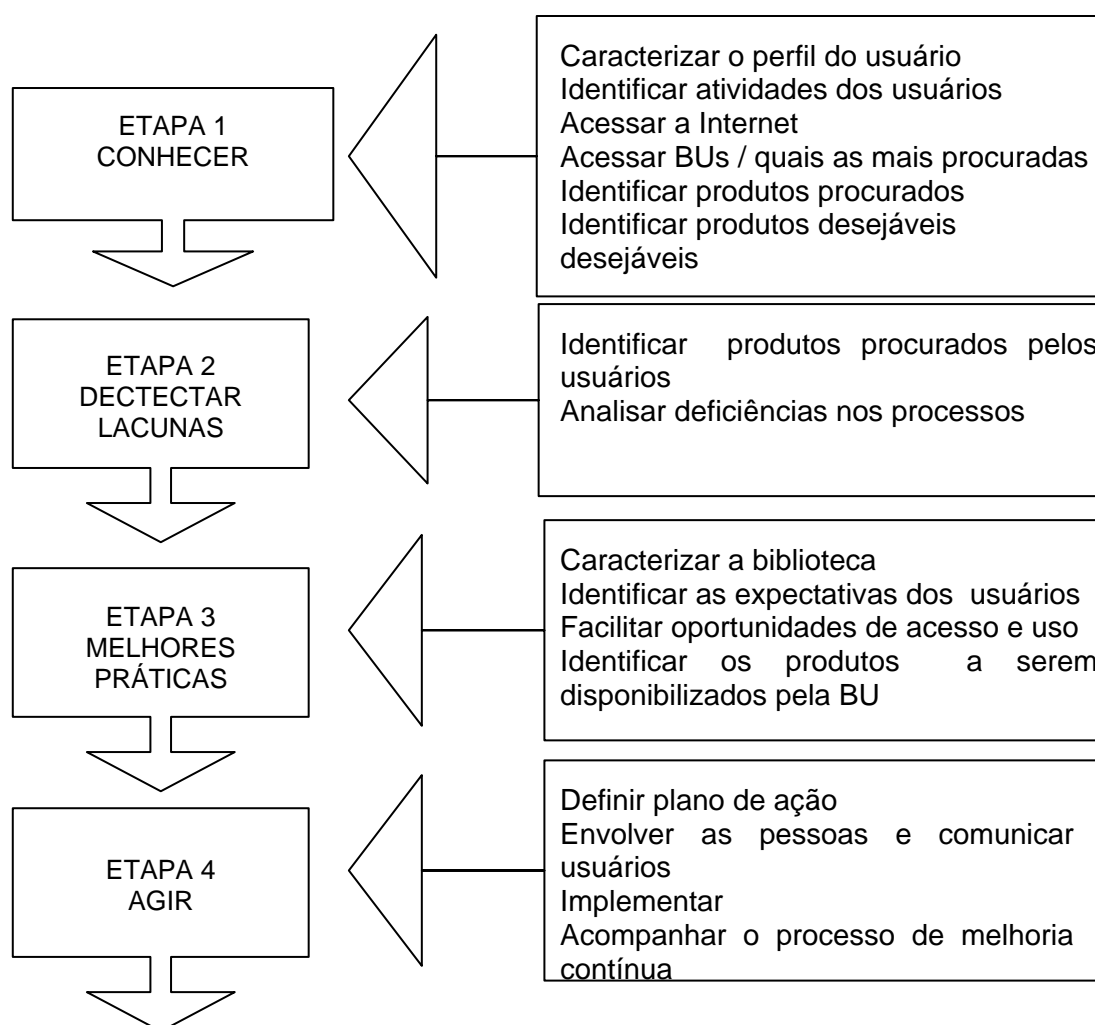 ETAPA 1
CONHECER
Caracterizar o perfil do usuário
Identificar atividades dos usuários
Acessar a Internet
Acessar BUs / quais as mais procuradas
Identificar produtos procurados
Identificar produtos desejáveis
desejáveis
ETAPA 2
DECTECTAR
LACUNAS
Identificar produtos procurados pelos
usuários
Analisar deficiências nos processos
ETAPA 3
MELHORES
PRÁTICAS
Caracterizar a biblioteca
Identificar as expectativas dos usuários
Facilitar oportunidades de acesso e uso
Identificar os produtos a serem
disponibilizados pela BU
ETAPA 4
AGIR
Definir plano de ação
Envolver as pessoas e comunicar
usuários
Implementar
Acompanhar o processo de melhoria
contínua